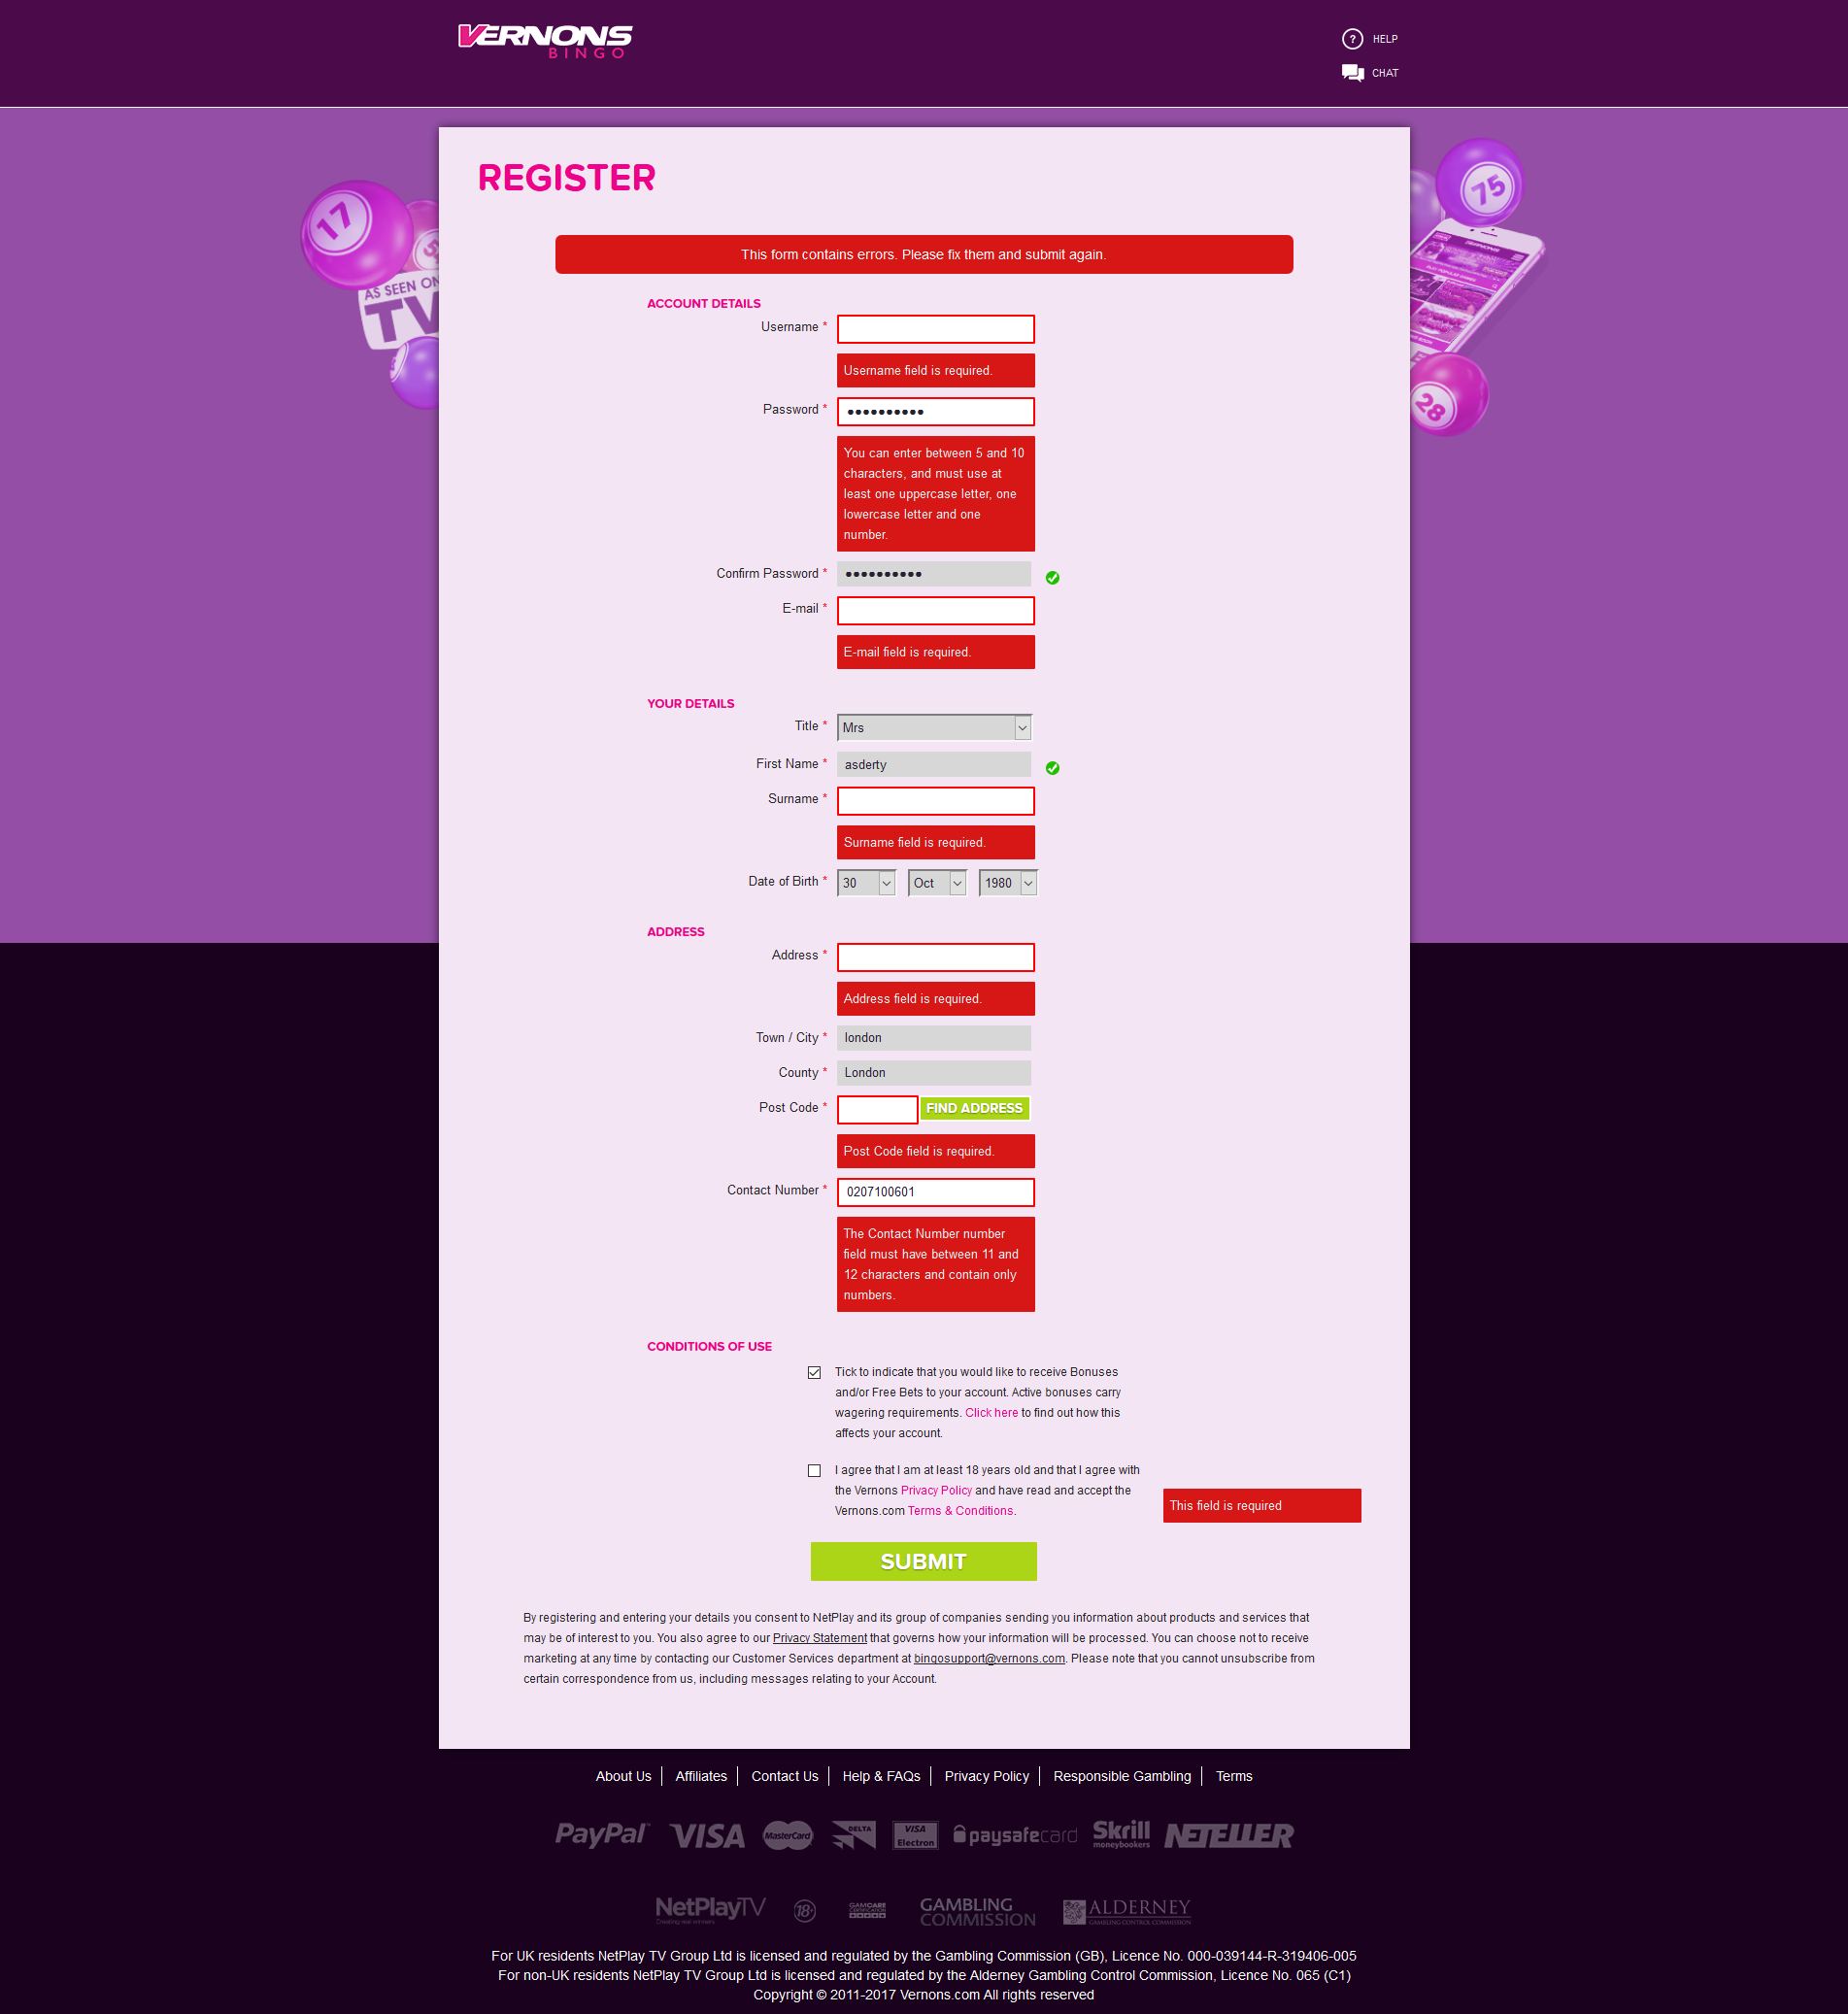 VERNONS
BINGO
? HELP
CHAT
REGISTER
17
5
AS SEEN ON
TV
75
28
This form contains errors. Please fix them and submit again.
ACCOUNT DETAILS
Username *
Username field is required.
Password * ••••••••••
You can enter between 5 and 10
characters, and must use at
least one uppercase letter, one
lowercase letter and one
number.
Confirm Password * ••••••••••
E-mail *
E-mail field is required.
YOUR DETAILS
Title * Mrs
First Name * asderty
Surname *
Surname field is required.
Date of Birth * 30 Oct 1980
ADDRESS
Address *
Address field is required.
Town / City * london
County * London
Post Code * FIND ADDRESS
Post Code field is required.
Contact Number * 0207100601
The Contact Number number
field must have between 11 and
12 characters and contain only
numbers.
CONDITIONS OF USE
Tick to indicate that you would like to receive Bonuses
and/or Free Bets to your account. Active bonuses carry
wagering requirements. Click here to find out how this
affects your account.
I agree that I am at least 18 years old and that I agree with
the Vernons Privacy Policy and have read and accept the
Vernons.com Terms & Conditions.
This field is required
SUBMIT
By registering and entering your details you consent to NetPlay and its group of companies sending you information about products and services that
may be of interest to you. You also agree to our Privacy Statement that governs how your information will be processed. You can choose not to receive
marketing at any time by contacting our Customer Services department at bingosupport@vernons.com. Please note that you cannot unsubscribe from
certain correspondence from us, including messages relating to your Account.
About Us Affiliates Contact Us Help & FAQs Privacy Policy Responsible Gambling Terms
PayPal VISA MasterCard DELTA VISA Electron paysafecard Skrill moneybookers NETELLER
NetPlayTV Creating real winners 18+ GAMCARE CERTIFICATION GAMBLING COMMISSION ALDERNEY GAMBLING CONTROL COMMISSION
For UK residents NetPlay TV Group Ltd is licensed and regulated by the Gambling Commission (GB), Licence No. 000-039144-R-319406-005
For non-UK residents NetPlay TV Group Ltd is licensed and regulated by the Alderney Gambling Control Commission, Licence No. 065 (C1)
Copyright © 2011-2017 Vernons.com All rights reserved